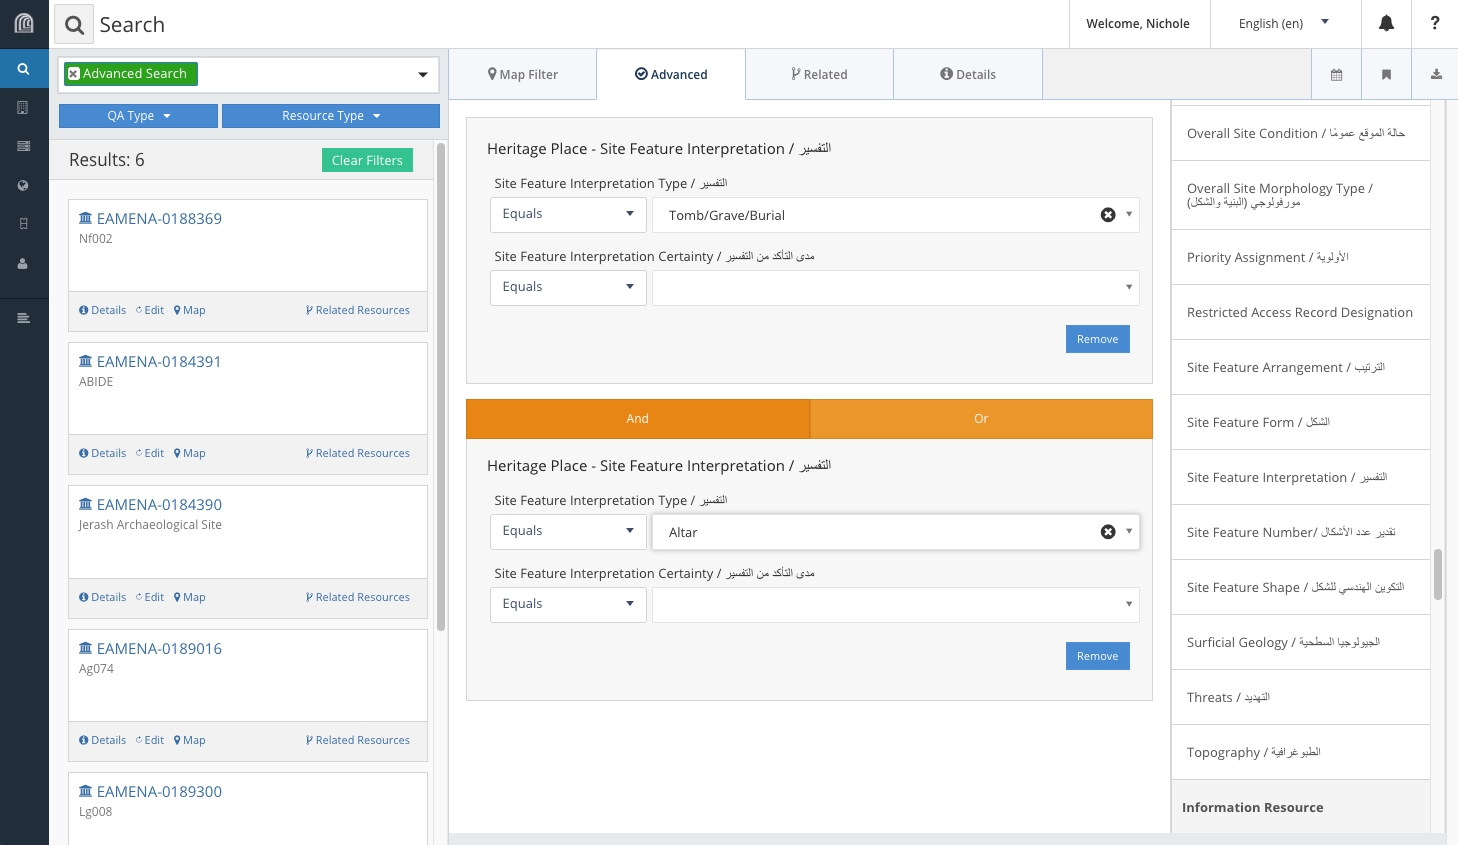 Search
Welcome, Nichole
English (en)
?
Advanced Search
QA Type
Resource Type
Results: 6
Clear Filters
EAMENA-0188369
Nf002
Details Edit Map Related Resources
EAMENA-0184391
ABIDE
Details Edit Map Related Resources
EAMENA-0184390
Jerash Archaeological Site
Details Edit Map Related Resources
EAMENA-0189016
Ag074
Details Edit Map Related Resources
EAMENA-0189300
Lg008
Map Filter
Advanced
Related
Details
Heritage Place - Site Feature Interpretation / التفسير
Site Feature Interpretation Type / التفسير
Equals Tomb/Grave/Burial
Site Feature Interpretation Certainty / مدى التأكد من التفسير
Equals
Remove
And Or
Heritage Place - Site Feature Interpretation / التفسير
Site Feature Interpretation Type / التفسير
Equals Altar
Site Feature Interpretation Certainty / مدى التأكد من التفسير
Equals
Remove
Overall Site Condition / حالة الموقع عمومًا
Overall Site Morphology Type /
مورفولوجي (البنية والشكل)
Priority Assignment / الأولوية
Restricted Access Record Designation
Site Feature Arrangement / الترتيب
Site Feature Form / الشكل
Site Feature Interpretation / التفسير
Site Feature Number/ تقدير عدد الأشكال
Site Feature Shape / التكوين الهندسي للشكل
Surficial Geology / الجيولوجيا السطحية
Threats / التهديد
Topography / الطبوغرافية
Information Resource